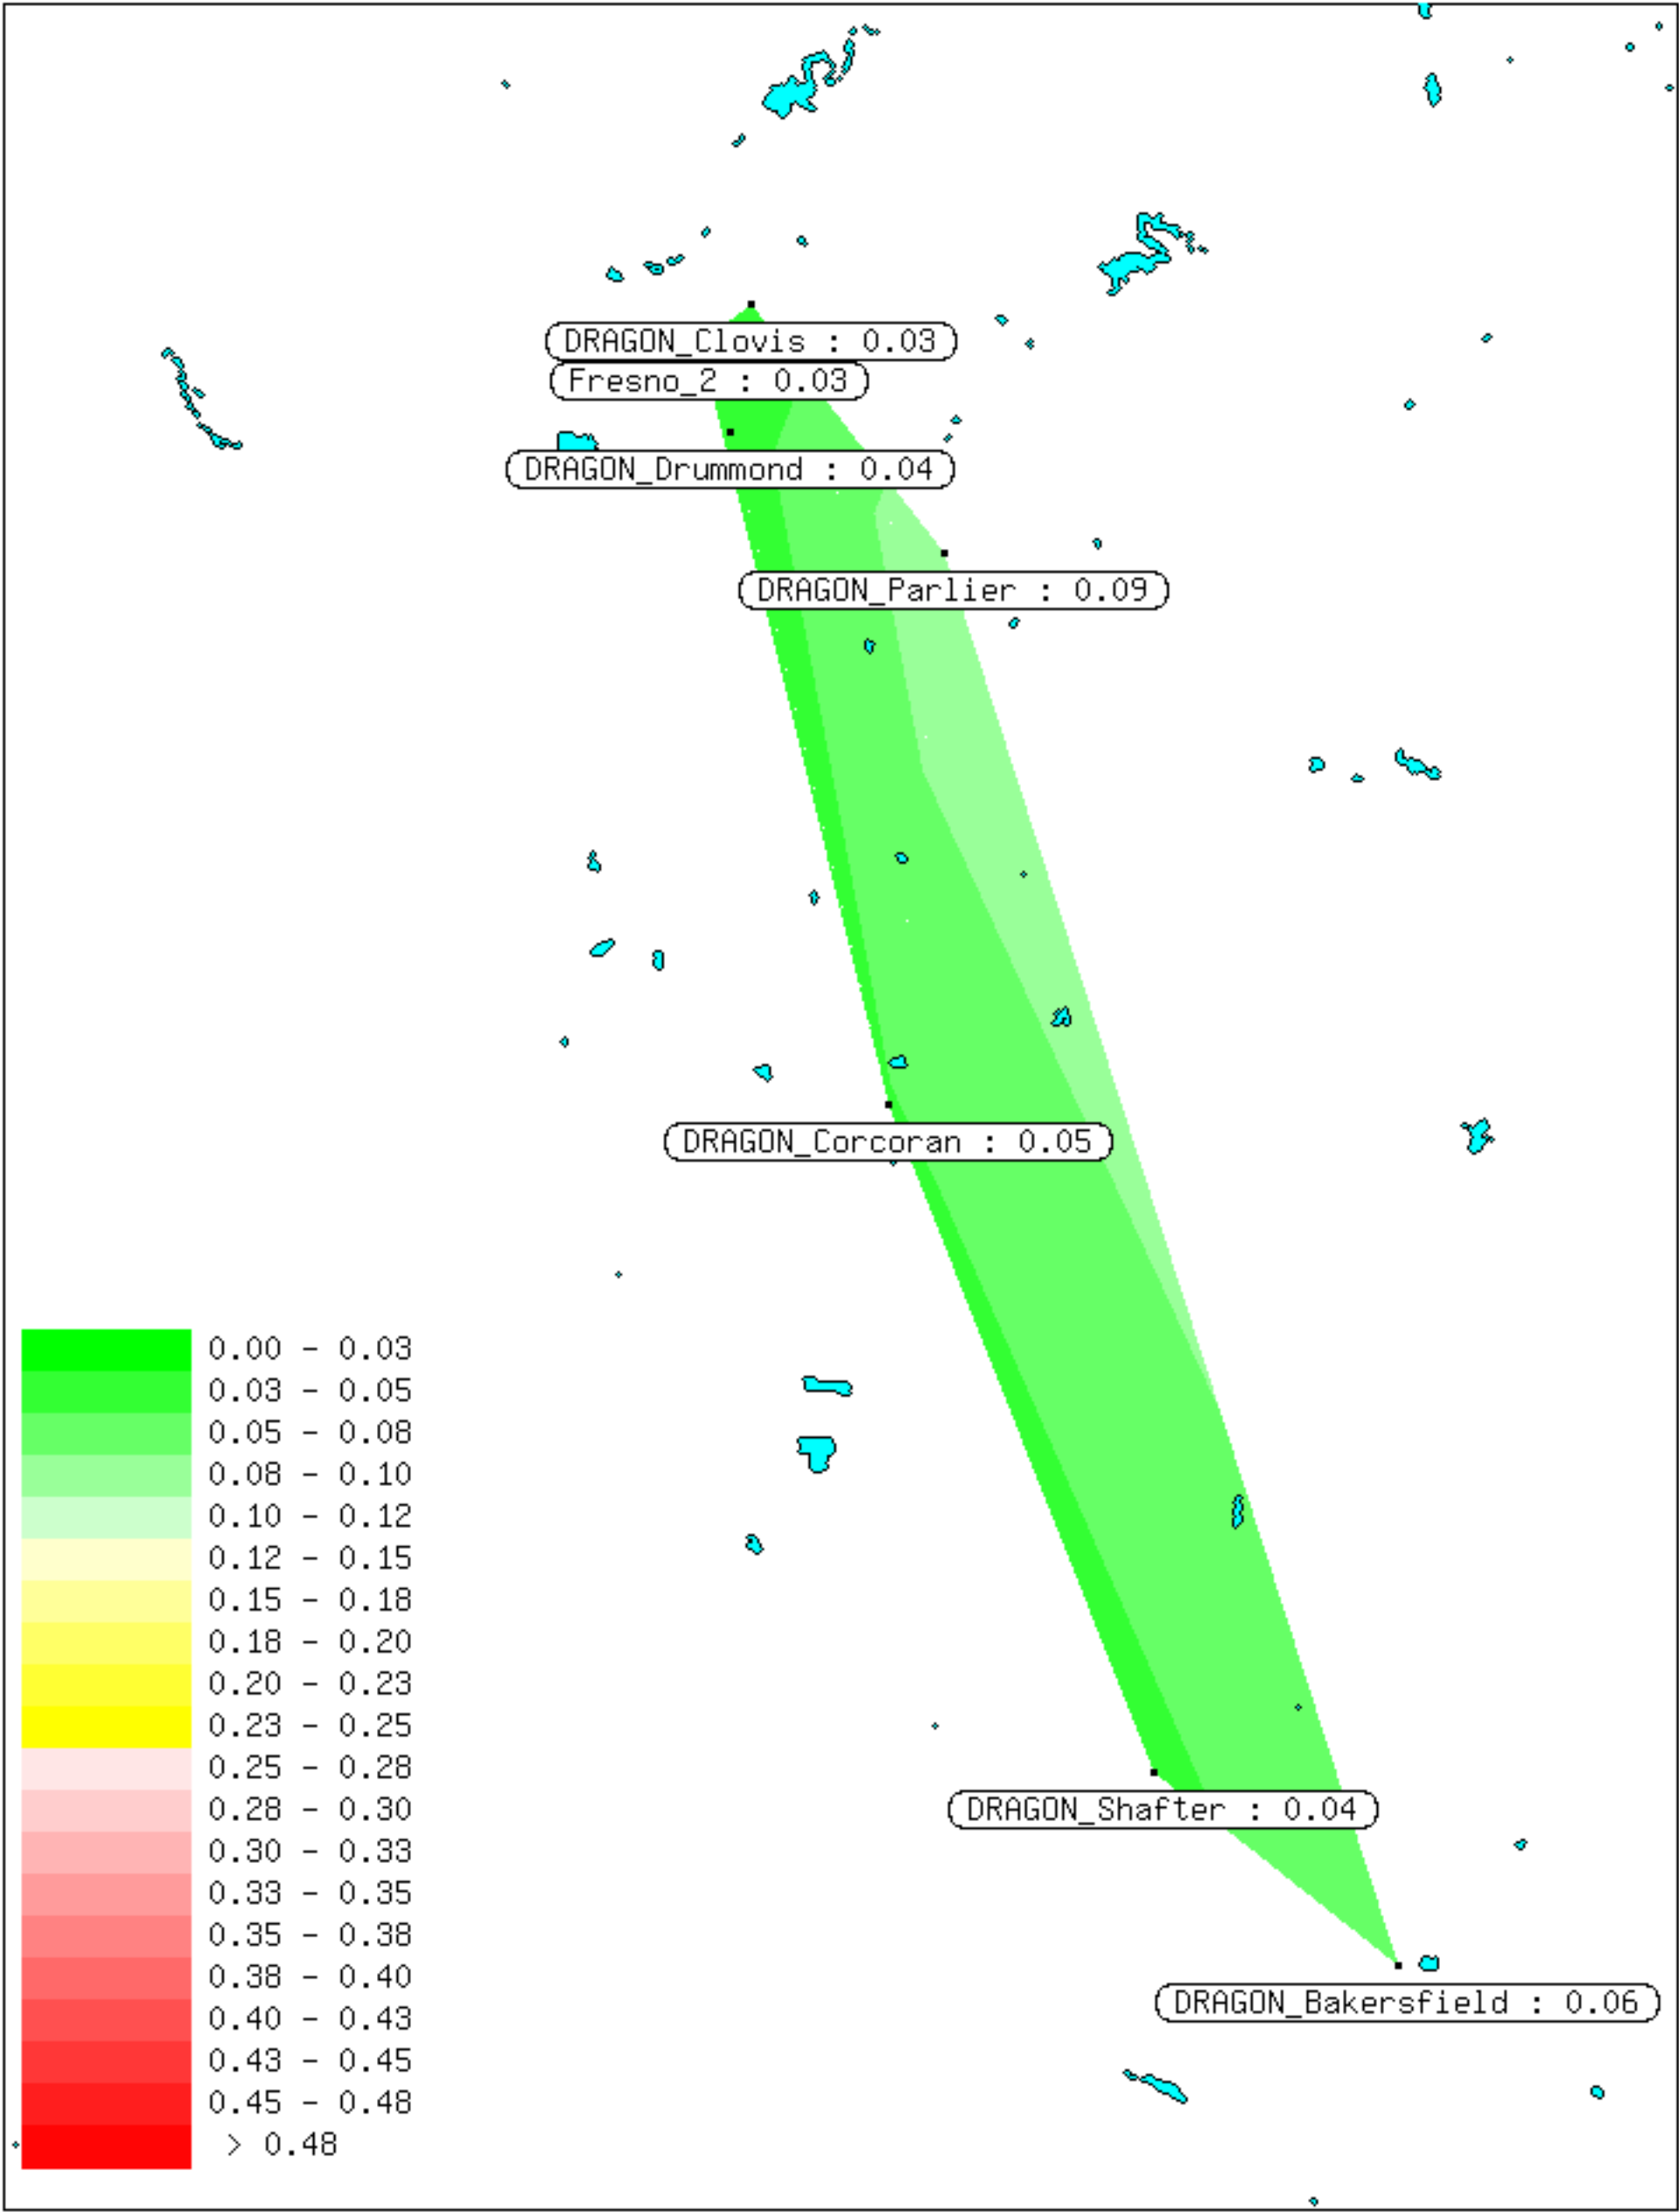 DRAGON_Clovis : 0.03
Fresno_2 : 0.03
DRAGON_Drummond : 0.04
DRAGON_Parlier : 0.09
DRAGON_Corcoran : 0.05
0.00 - 0.03
0.03 - 0.05
0.05 - 0.08
0.08 - 0.10
0.10 - 0.12
0.12 - 0.15
0.15 - 0.18
0.18 - 0.20
0.20 - 0.23
0.23 - 0.25
0.25 - 0.28
0.28 - 0.30
0.30 - 0.33
0.33 - 0.35
0.35 - 0.38
0.38 - 0.40
0.40 - 0.43
0.43 - 0.45
0.45 - 0.48
> 0.48
DRAGON_Shafter : 0.04
DRAGON_Bakersfield : 0.06